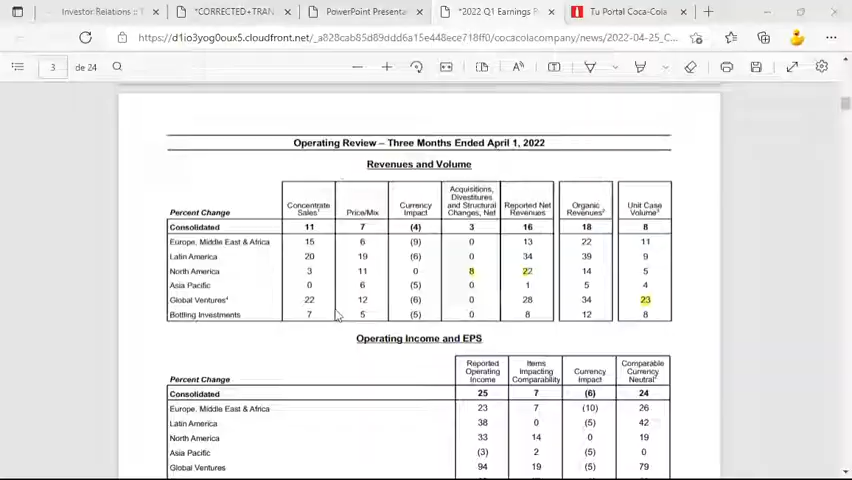 Investor Relations :: T
*CORRECTED+TRAN
PowerPoint Presenta
*2022 Q1 Earnings R
Tu Portal Coca-Cola
https://d1io3yog0oux5.cloudfront.net/_a828cab85d89ddd6a15e448ece718ff0/cocacolacompany/news/2022-04-25_C...
3 de 24
Operating Review – Three Months Ended April 1, 2022
Revenues and Volume
Percent Change Concentrate Sales¹ Price/Mix Currency Impact Acquisitions, Divestitures and Structural Changes, Net Reported Net Revenues Organic Revenues² Unit Case Volume³
Consolidated 11 7 (4) 3 16 18 8
Europe, Middle East & Africa 15 6 (9) 0 13 22 11
Latin America 20 19 (6) 0 34 39 9
North America 3 11 0 8 22 14 5
Asia Pacific 0 6 (5) 0 1 5 4
Global Ventures⁴ 22 12 (6) 0 28 34 23
Bottling Investments 7 5 (5) 0 8 12 8
Operating Income and EPS
Percent Change Reported Operating Income Items Impacting Comparability Currency Impact Comparable Currency Neutral²
Consolidated 25 7 (6) 24
Europe, Middle East & Africa 23 7 (10) 26
Latin America 38 0 (5) 42
North America 33 14 0 19
Asia Pacific (3) 2 (5) 0
Global Ventures 94 19 (5) 79